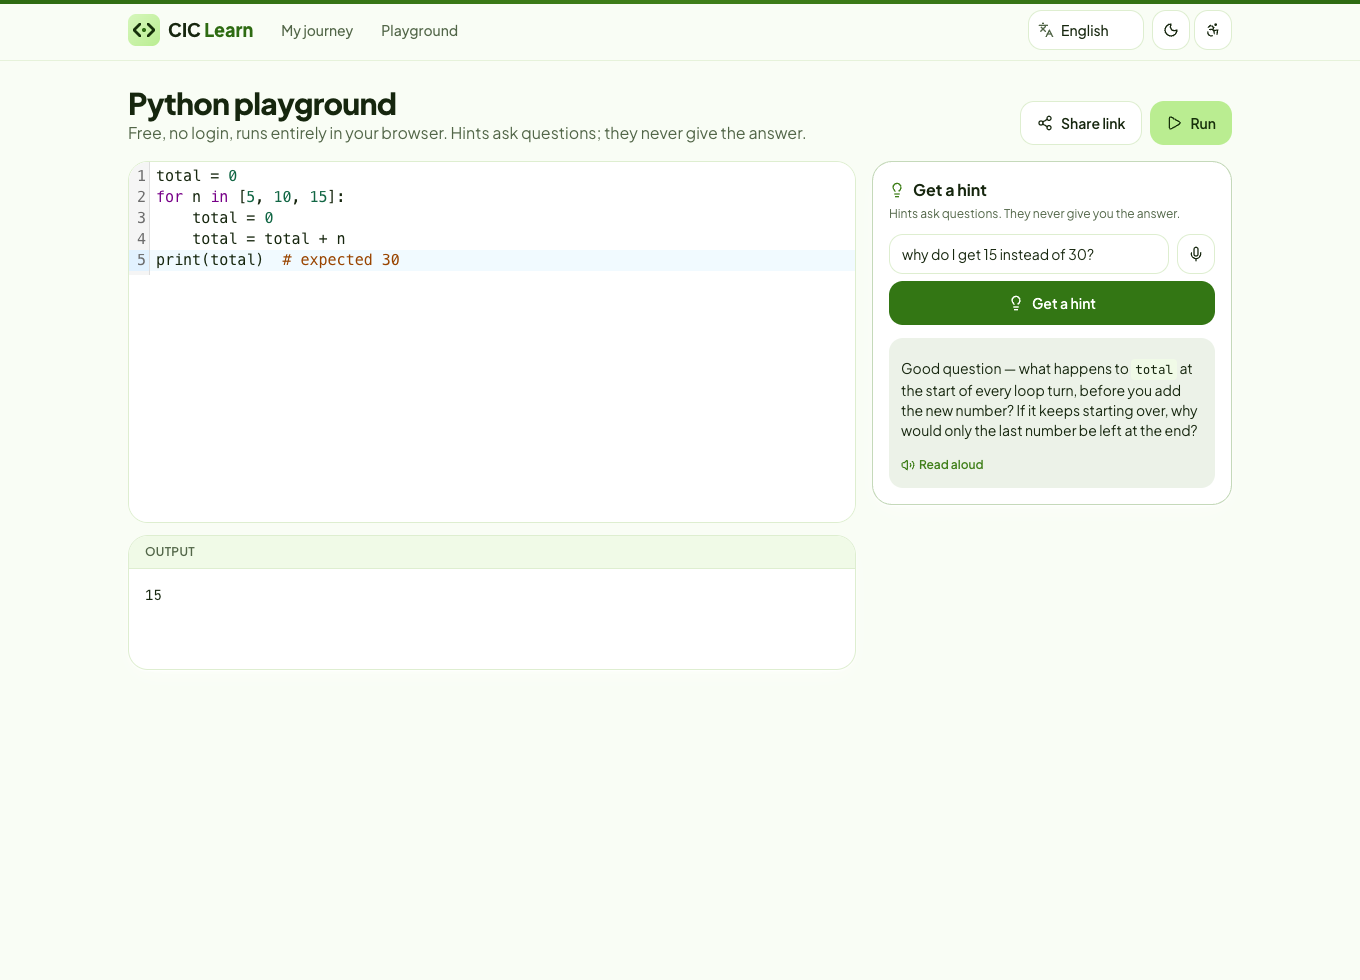 CIC Learn
My journey
Playground
English
Python playground
Free, no login, runs entirely in your browser. Hints ask questions; they never give the answer.
Share link
Run
1 total = 0
2 for n in [5, 10, 15]:
3     total = 0
4     total = total + n
5 print(total)  # expected 30
OUTPUT
15
Get a hint
Hints ask questions. They never give you the answer.
why do I get 15 instead of 30?
Get a hint
Good question — what happens to total at
the start of every loop turn, before you add
the new number? If it keeps starting over, why
would only the last number be left at the end?
Read aloud